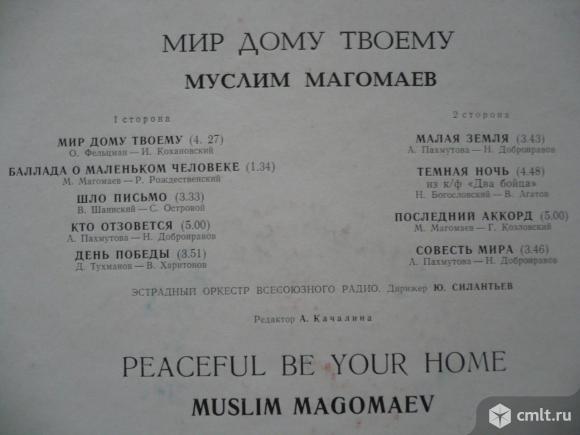 МИР ДОМУ ТВОЕМУ
МУСЛИМ МАГОМАЕВ
1 сторона
МИР ДОМУ ТВОЕМУ (4. 27)
О. Фельцман — И. Кохановский
БАЛЛАДА О МАЛЕНЬКОМ ЧЕЛОВЕКЕ (1.34)
М. Магомаев — Р. Рождественский
ШЛО ПИСЬМО (3.33)
В. Шаинский — С. Островой
КТО ОТЗОВЕТСЯ (5.00)
А. Пахмутова — Н. Добронравов
ДЕНЬ ПОБЕДЫ (3.51)
Д. Тухманов — В. Харитонов
2 сторона
МАЛАЯ ЗЕМЛЯ (3.43)
А. Пахмутова — Н. Добронравов
ТЕМНАЯ НОЧЬ (4.48)
из к/ф «Два бойца»
Н. Богословский — В. Агатов
ПОСЛЕДНИЙ АККОРД (5.00)
М. Магомаев — Г. Козловский
СОВЕСТЬ МИРА (3.46)
А. Пахмутова — Н. Добронравов
ЭСТРАДНЫЙ ОРКЕСТР ВСЕСОЮЗНОГО РАДИО. Дирижер Ю. СИЛАНТЬЕВ
Редактор А. Качалина
PEACEFUL BE YOUR HOME
MUSLIM MAGOMAEV
cmlt.ru